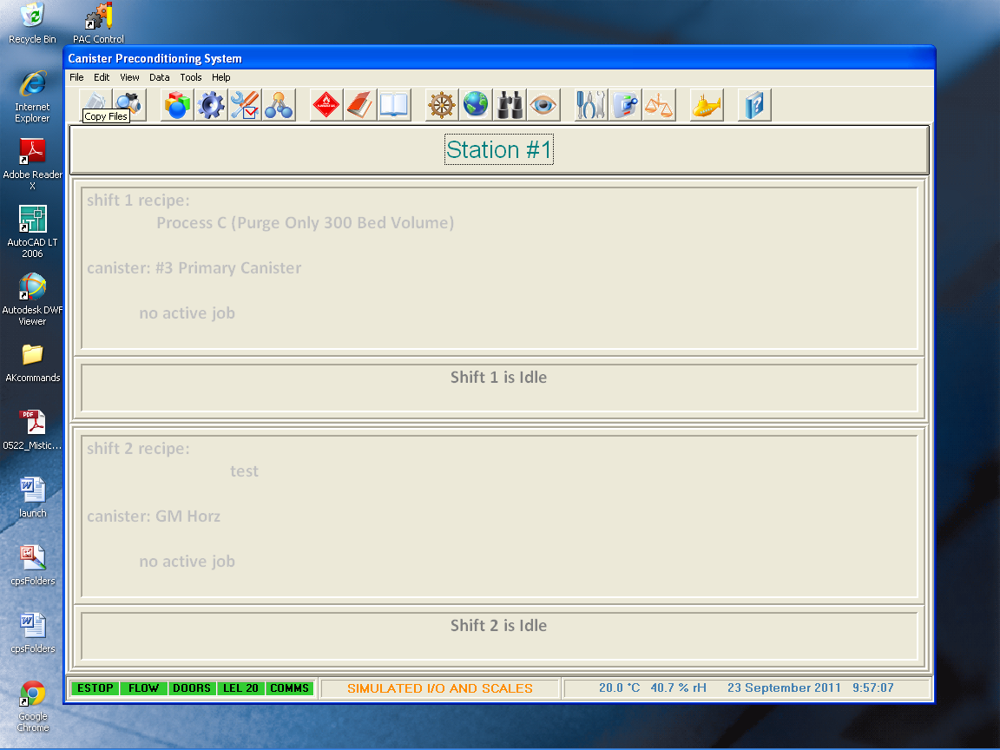 Recycle Bin
PAC Control
Internet
Explorer
Adobe Reader
X
AutoCAD LT
2006
Autodesk DWF
Viewer
AKcommands
PDF
0522_Mistic...
launch
cpsFolders
cpsFolders
Google
Chrome
Canister Preconditioning System
File Edit View Data Tools Help
Copy Files
Station #1
shift 1 recipe:
Process C (Purge Only 300 Bed Volume)
canister: #3 Primary Canister
no active job
Shift 1 is Idle
shift 2 recipe:
test
canister: GM Horz
no active job
Shift 2 is Idle
ESTOP FLOW DOORS LEL 20 COMMS SIMULATED I/O AND SCALES 20.0 °C 40.7 % rH 23 September 2011 9:57:07